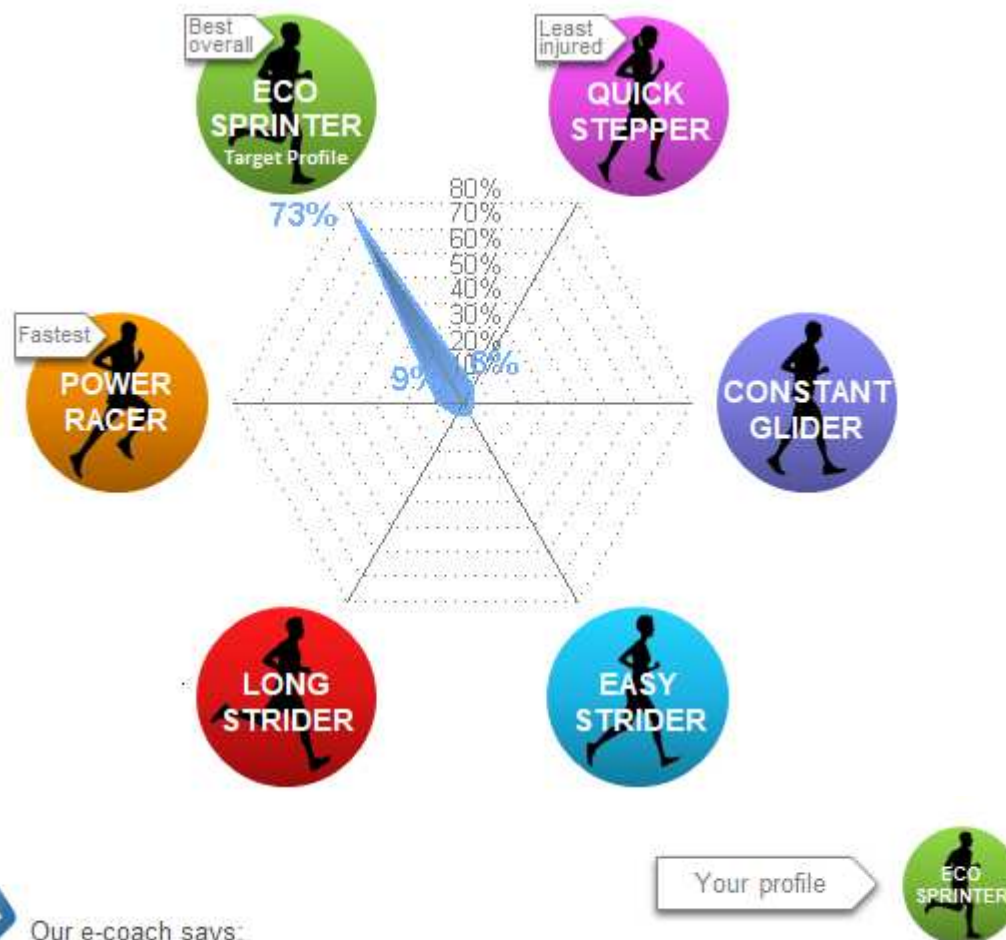 Best
overall
ECO
SPRINTER
Target Profile
Least
injured
QUICK
STEPPER
80%
73%
70%
60%
50%
40%
30%
20%
9%
Fastest
POWER
RACER
CONSTANT
GLIDER
LONG
STRIDER
EASY
STRIDER
Your profile
ECO
SPRINTER
Our e-coach says: